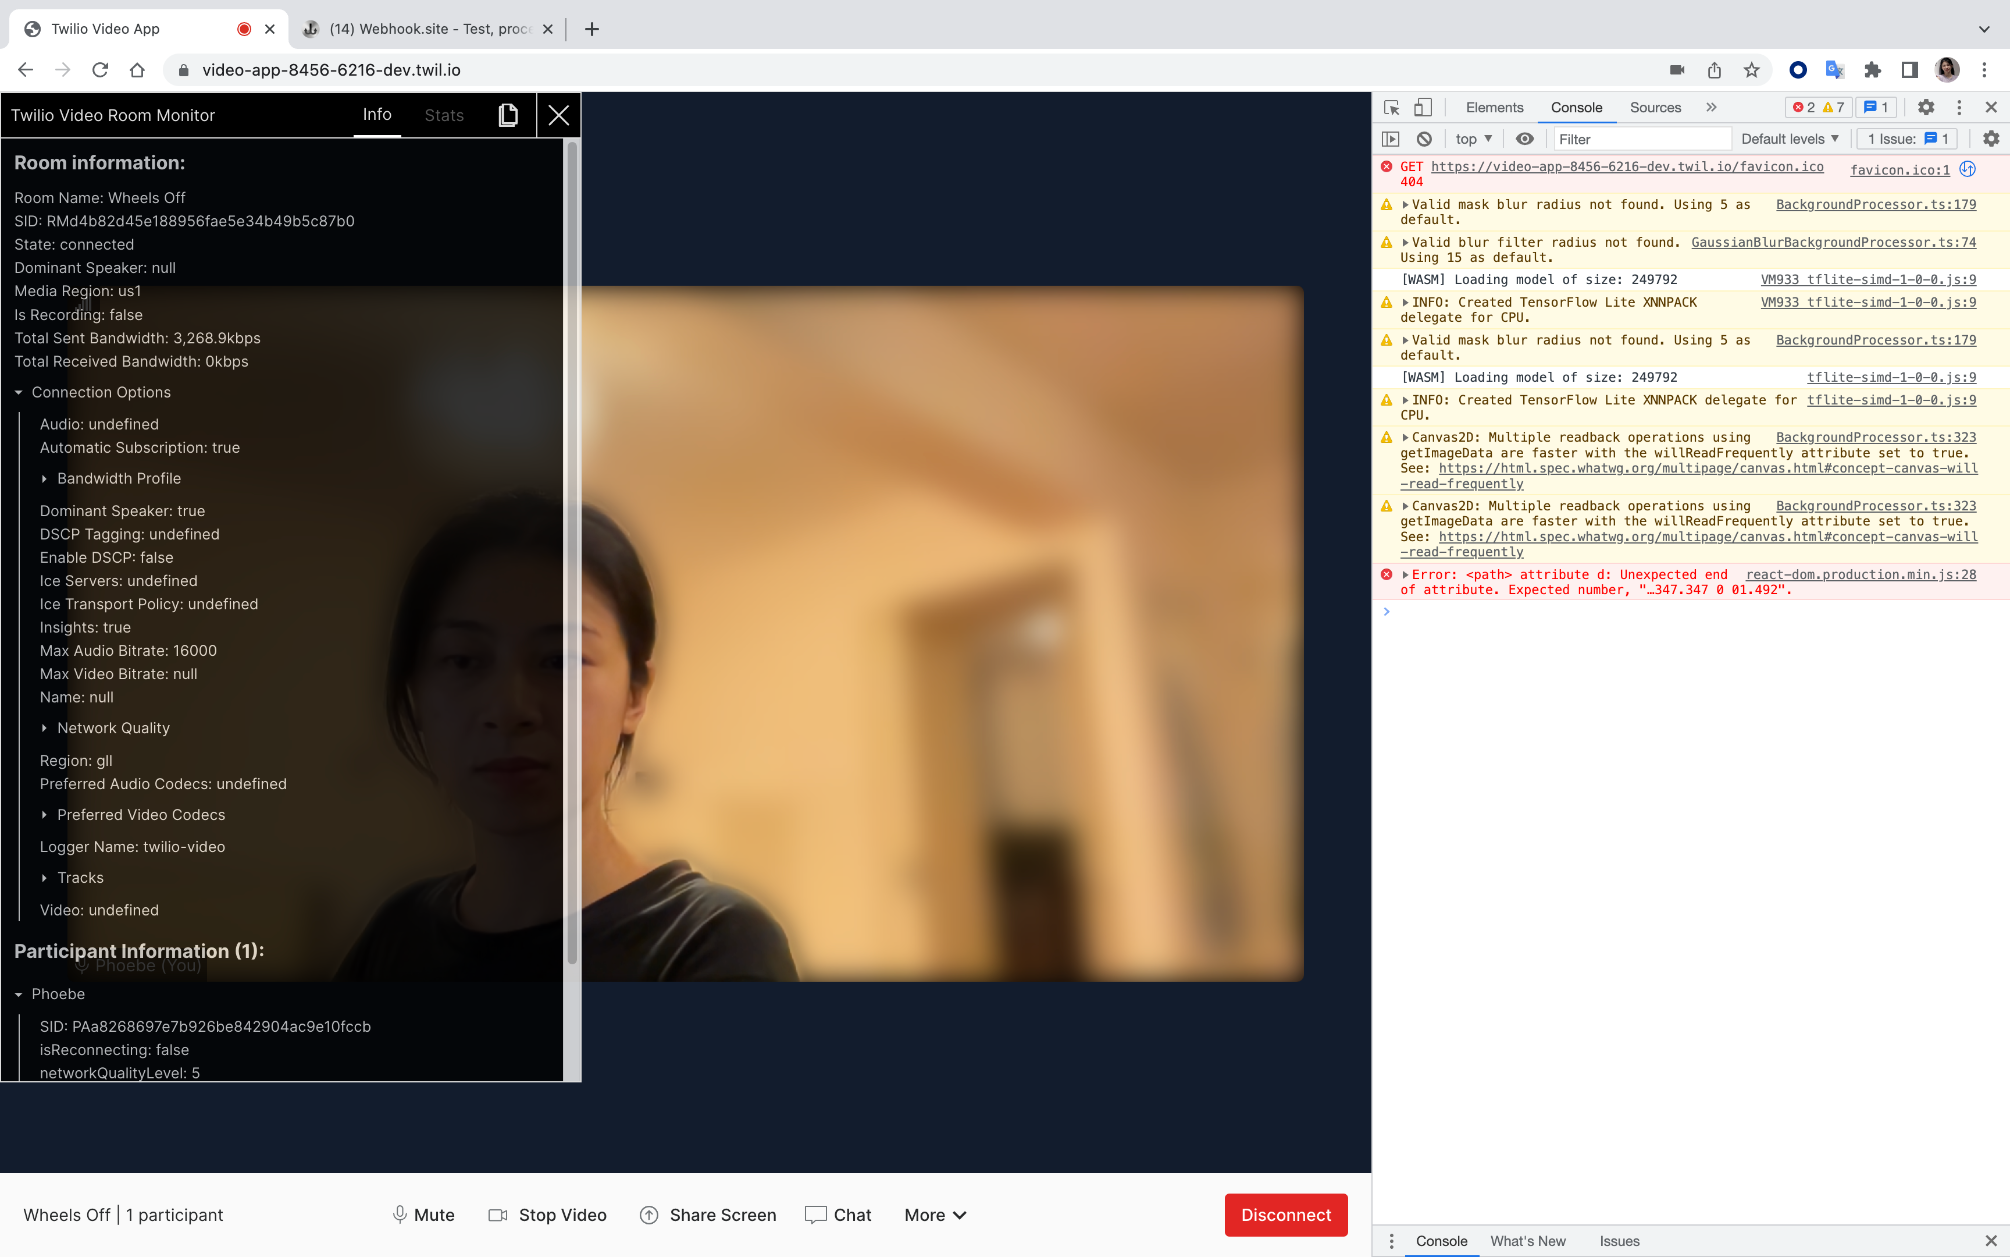 Twilio Video App
(14) Webhook.site - Test, proc
video-app-8456-6216-dev.twil.io
Twilio Video Room Monitor
Info
Stats
Room information:
Room Name: Wheels Off
SID: RMd4b82d45e188956fae5e34b49b5c87b0
State: connected
Dominant Speaker: null
Media Region: us1
Is Recording: false
Total Sent Bandwidth: 3,268.9kbps
Total Received Bandwidth: 0kbps
Connection Options
Audio: undefined
Automatic Subscription: true
Bandwidth Profile
Dominant Speaker: true
DSCP Tagging: undefined
Enable DSCP: false
Ice Servers: undefined
Ice Transport Policy: undefined
Insights: true
Max Audio Bitrate: 16000
Max Video Bitrate: null
Name: null
Network Quality
Region: gll
Preferred Audio Codecs: undefined
Preferred Video Codecs
Logger Name: twilio-video
Tracks
Video: undefined
Participant Information (1):
Phoebe (You)
Phoebe
SID: PAa8268697e7b926be842904ac9e10fccb
isReconnecting: false
networkQualityLevel: 5
Wheels Off | 1 participant
Mute
Stop Video
Share Screen
Chat
More
Disconnect
Elements
Console
Sources
2 7 1
top
Filter
Default levels
1 Issue: 1
GET https://video-app-8456-6216-dev.twil.io/favicon.ico favicon.ico:1
404
Valid mask blur radius not found. Using 5 as BackgroundProcessor.ts:179
default.
Valid blur filter radius not found. GaussianBlurBackgroundProcessor.ts:74
Using 15 as default.
[WASM] Loading model of size: 249792 VM933 tflite-simd-1-0-0.js:9
INFO: Created TensorFlow Lite XNNPACK VM933 tflite-simd-1-0-0.js:9
delegate for CPU.
Valid mask blur radius not found. Using 5 as BackgroundProcessor.ts:179
default.
[WASM] Loading model of size: 249792 tflite-simd-1-0-0.js:9
INFO: Created TensorFlow Lite XNNPACK delegate for tflite-simd-1-0-0.js:9
CPU.
Canvas2D: Multiple readback operations using BackgroundProcessor.ts:323
getImageData are faster with the willReadFrequently attribute set to true.
See: https://html.spec.whatwg.org/multipage/canvas.html#concept-canvas-will
-read-frequently
Canvas2D: Multiple readback operations using BackgroundProcessor.ts:323
getImageData are faster with the willReadFrequently attribute set to true.
See: https://html.spec.whatwg.org/multipage/canvas.html#concept-canvas-will
-read-frequently
Error: <path> attribute d: Unexpected end react-dom.production.min.js:28
of attribute. Expected number, "…347.347 0 01.492".
Console
What's New
Issues